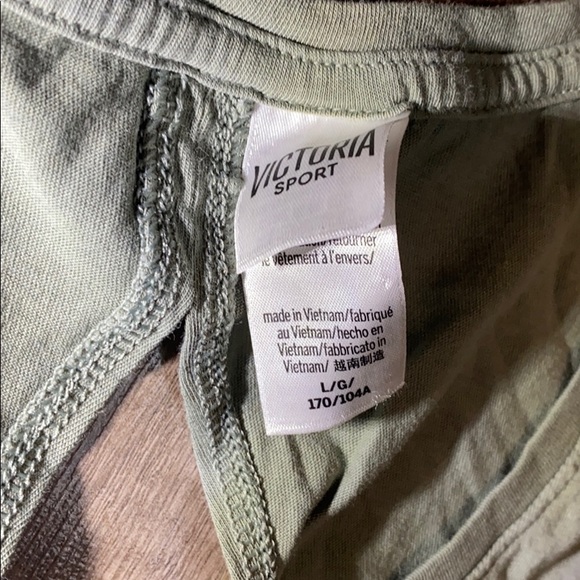 VICTORIA
SPORT
retourner
le vêtement à l'envers/
made in Vietnam/fabriqué
au Vietnam/hecho en
Vietnam/fabbricato in
Vietnam/ 越南制造
L/G/
170/104A